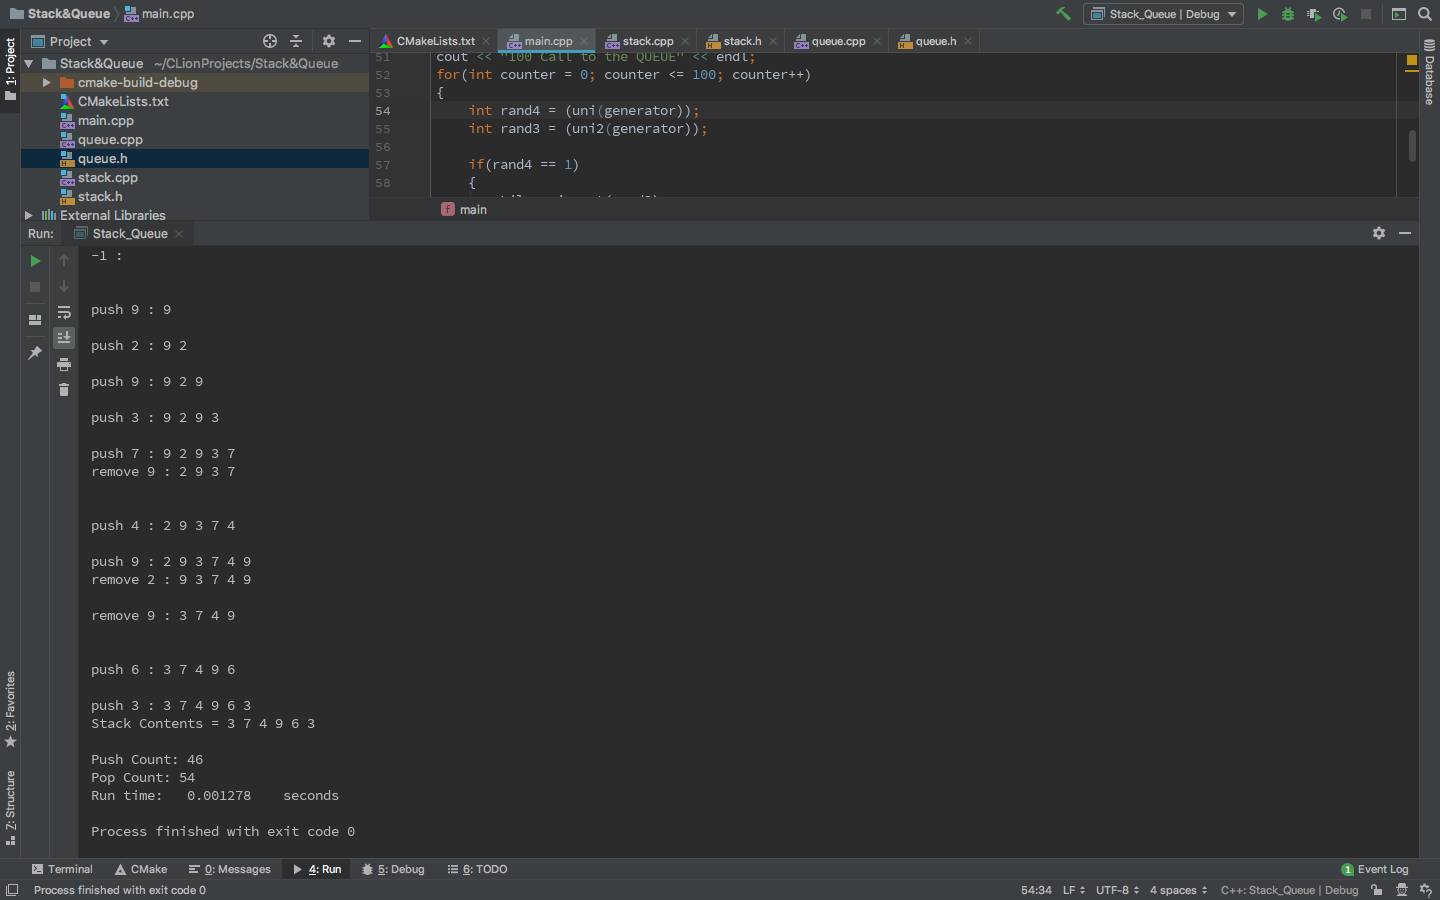 Stack&Queue main.cpp
Stack_Queue | Debug
1: Project
Project
CMakeLists.txt main.cpp stack.cpp stack.h queue.cpp queue.h
Stack&Queue ~/CLionProjects/Stack&Queue
cmake-build-debug
CMakeLists.txt
main.cpp
queue.cpp
queue.h
stack.cpp
stack.h
External Libraries
51 cout << "100 Call to the QUEUE" << endl;
52 for(int counter = 0; counter <= 100; counter++)
53 {
54 int rand4 = (uni(generator));
55 int rand3 = (uni2(generator));
56
57 if(rand4 == 1)
58 {
main
Database
Run: Stack_Queue
-1 :
push 9 : 9
push 2 : 9 2
push 9 : 9 2 9
push 3 : 9 2 9 3
push 7 : 9 2 9 3 7
remove 9 : 2 9 3 7
push 4 : 2 9 3 7 4
push 9 : 2 9 3 7 4 9
remove 2 : 9 3 7 4 9
remove 9 : 3 7 4 9
push 6 : 3 7 4 9 6
push 3 : 3 7 4 9 6 3
Stack Contents = 3 7 4 9 6 3
Push Count: 46
Pop Count: 54
Run time: 0.001278 seconds
Process finished with exit code 0
2: Favorites
7: Structure
Terminal CMake 0: Messages 4: Run 5: Debug 6: TODO 1 Event Log
Process finished with exit code 0 54:34 LF UTF-8 4 spaces C++: Stack_Queue | Debug